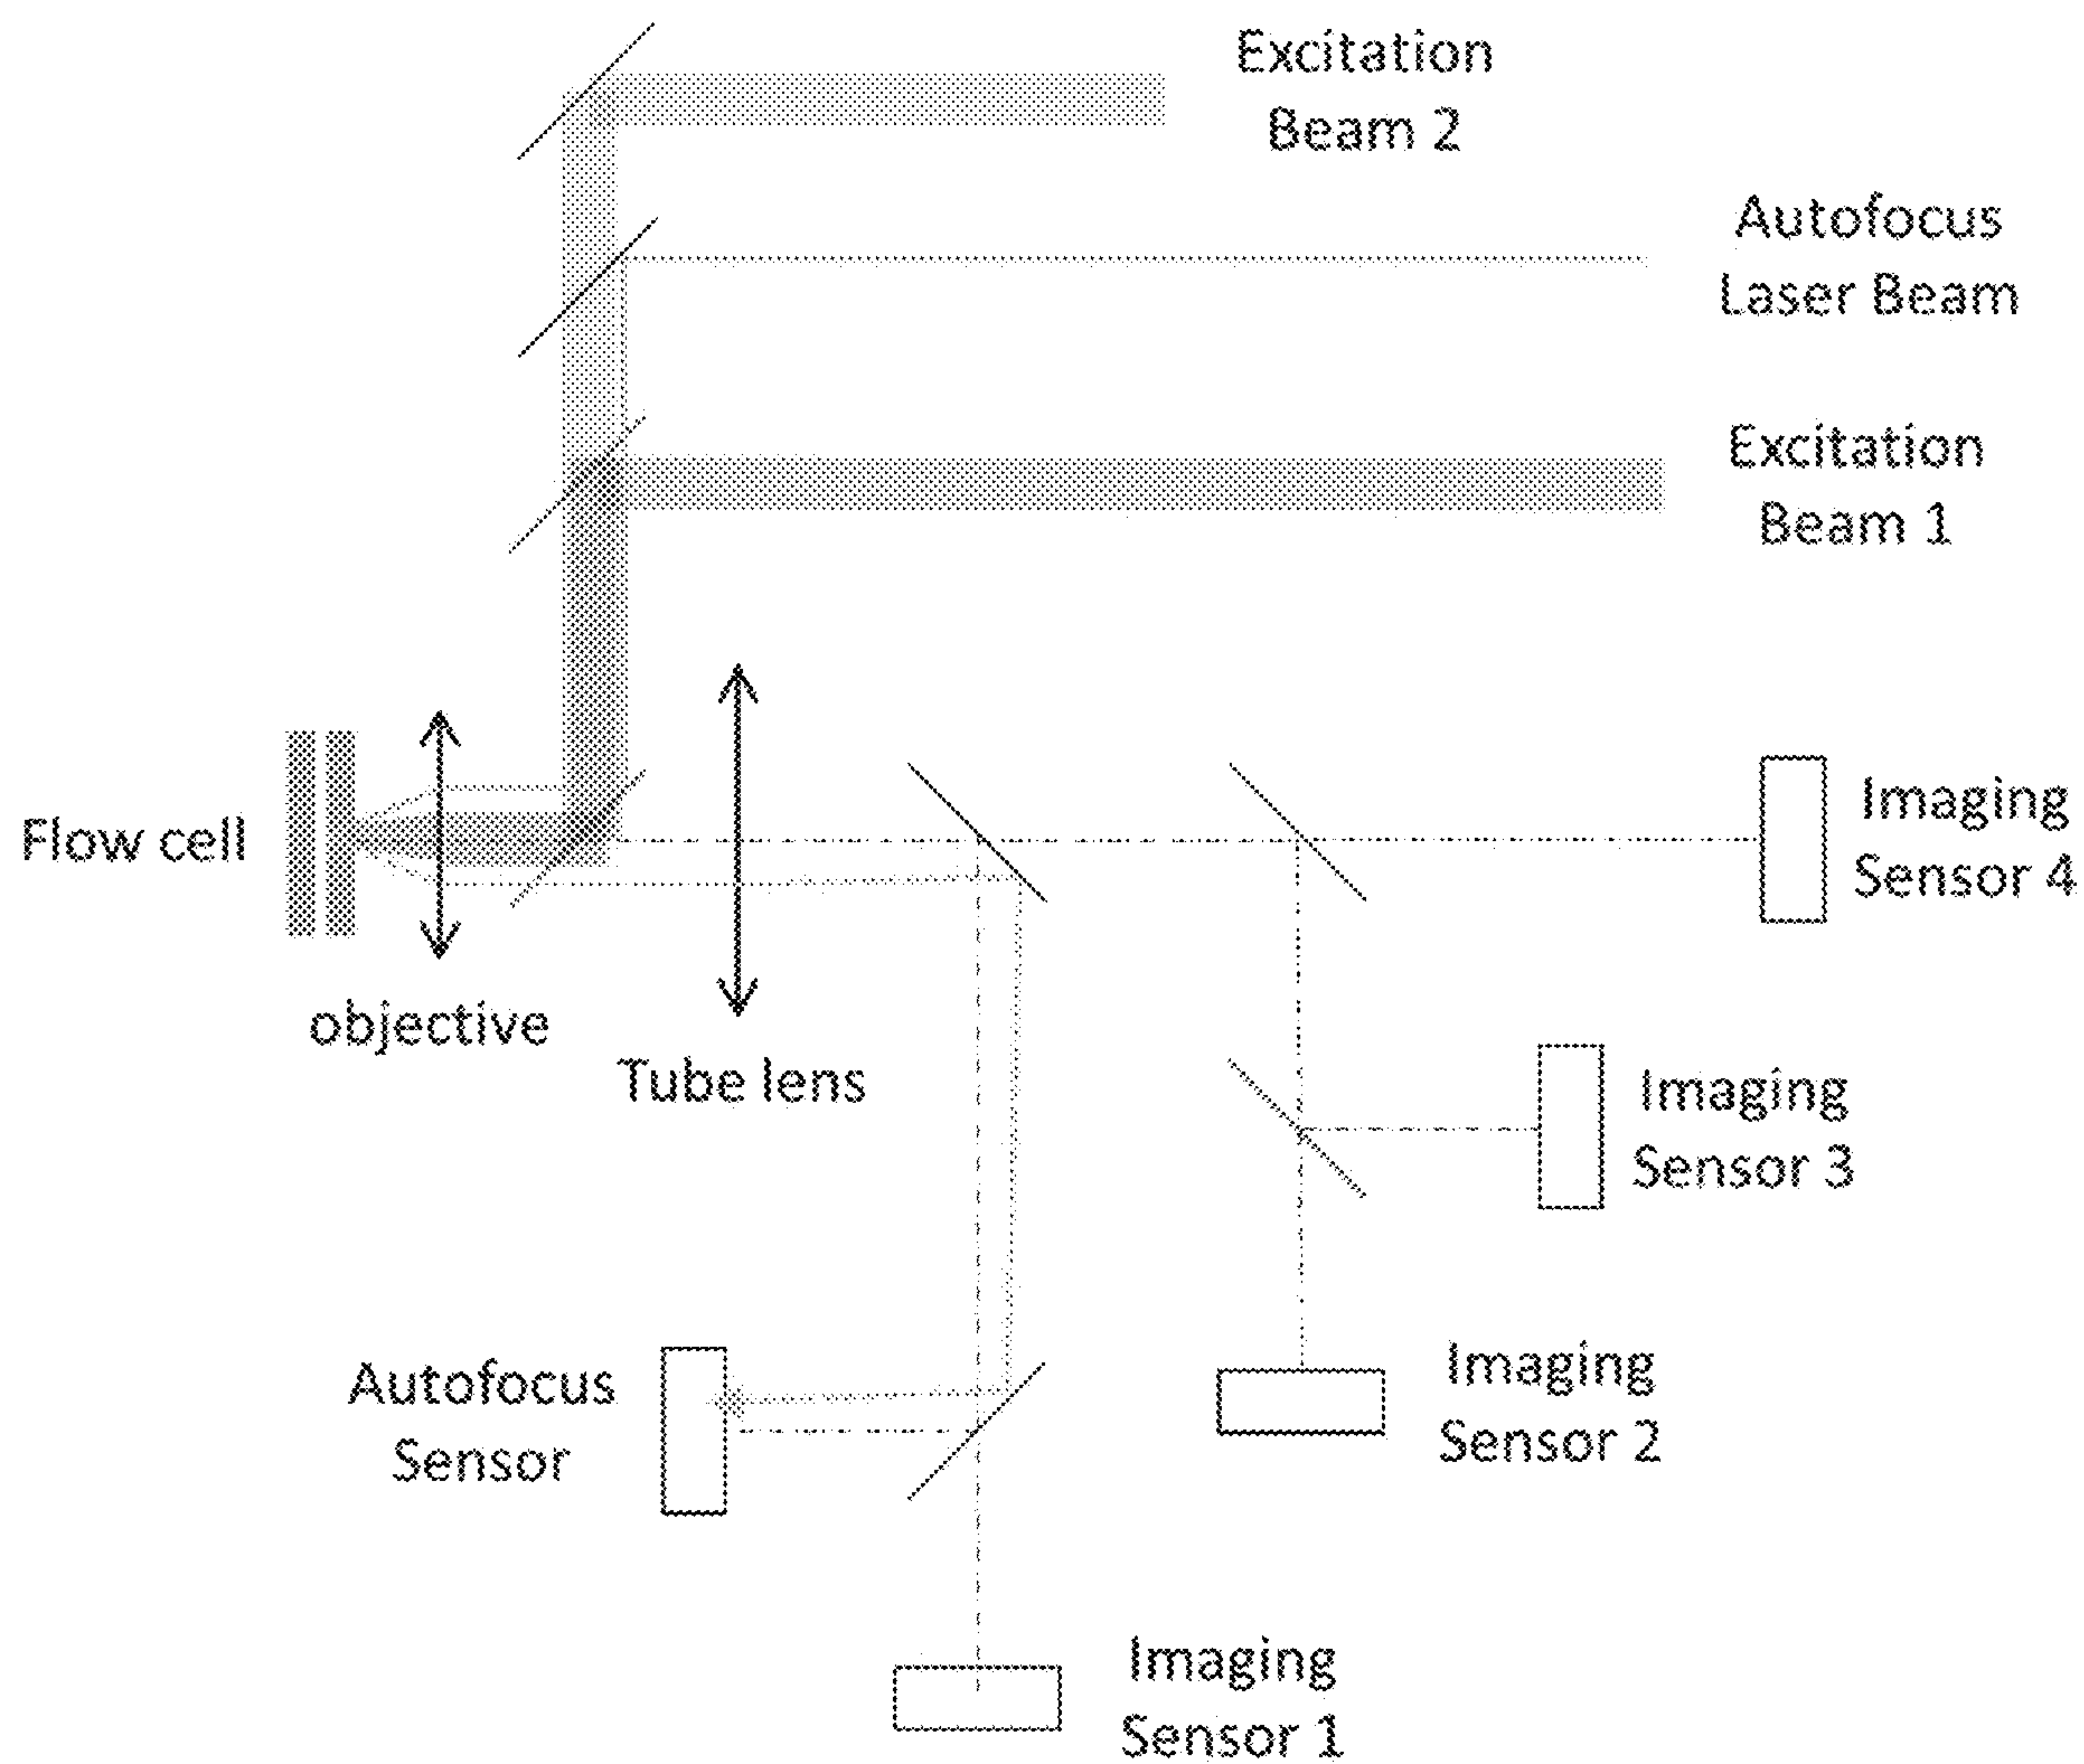 Excitation
Beam 2
Autofocus
Laser Beam
Excitation
Beam 1
Flow cell
objective
Tube lens
Imaging
Sensor 4
Imaging
Sensor 3
Autofocus
Sensor
Imaging
Sensor 2
Imaging
Sensor 1